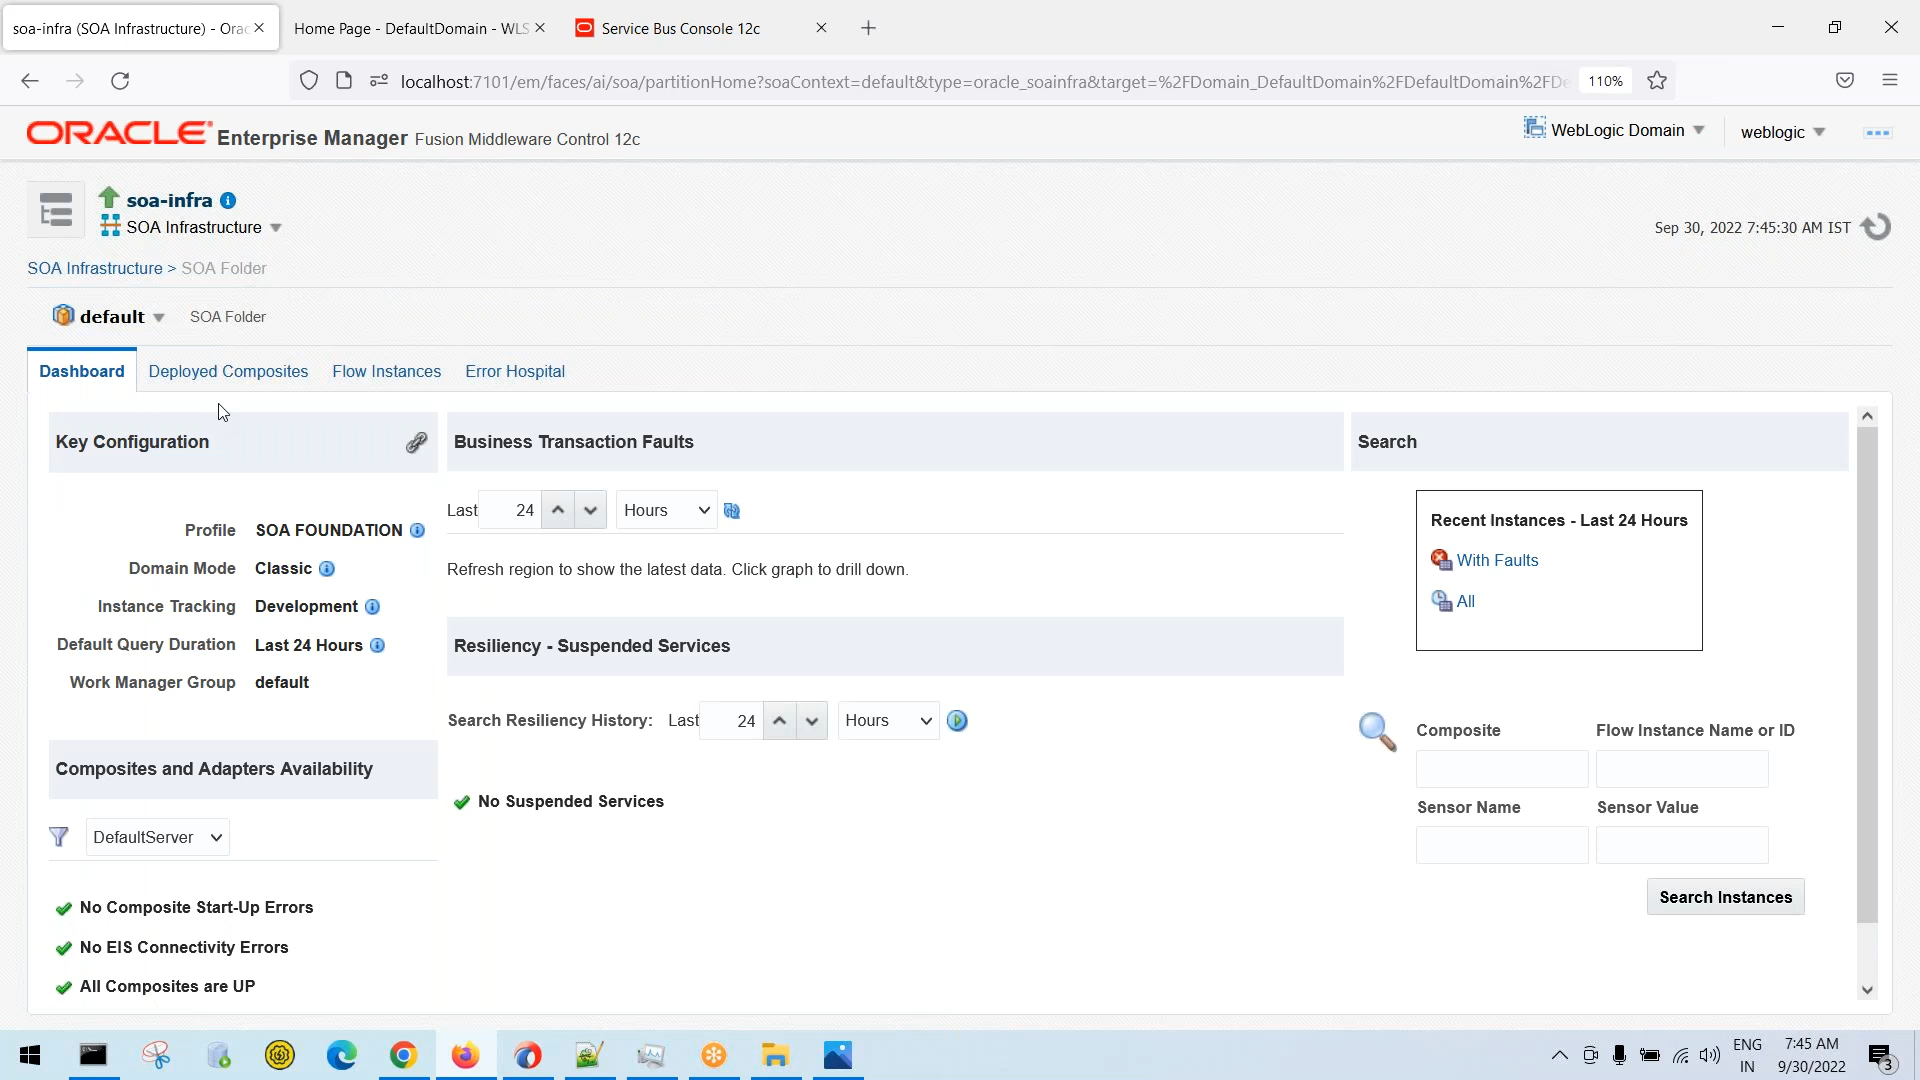 soa-infra (SOA Infrastructure) - Orac
Home Page - DefaultDomain - WLS
Service Bus Console 12c
localhost:7101/em/faces/ai/soa/partitionHome?soaContext=default&type=oracle_soainfra&target=%2FDomain_DefaultDomain%2FDefaultDomain%2FDe
110%
ORACLE Enterprise Manager Fusion Middleware Control 12c
WebLogic Domain
weblogic
soa-infra
SOA Infrastructure
Sep 30, 2022 7:45:30 AM IST
SOA Infrastructure > SOA Folder
default SOA Folder
Dashboard Deployed Composites Flow Instances Error Hospital
Key Configuration
Profile SOA FOUNDATION
Domain Mode Classic
Instance Tracking Development
Default Query Duration Last 24 Hours
Work Manager Group default
Composites and Adapters Availability
DefaultServer
No Composite Start-Up Errors
No EIS Connectivity Errors
All Composites are UP
Business Transaction Faults
Last 24 Hours
Refresh region to show the latest data. Click graph to drill down.
Resiliency - Suspended Services
Search Resiliency History: Last 24 Hours
No Suspended Services
Search
Recent Instances - Last 24 Hours
With Faults
All
Composite Flow Instance Name or ID
Sensor Name Sensor Value
Search Instances
ENG
IN
7:45 AM
9/30/2022
3